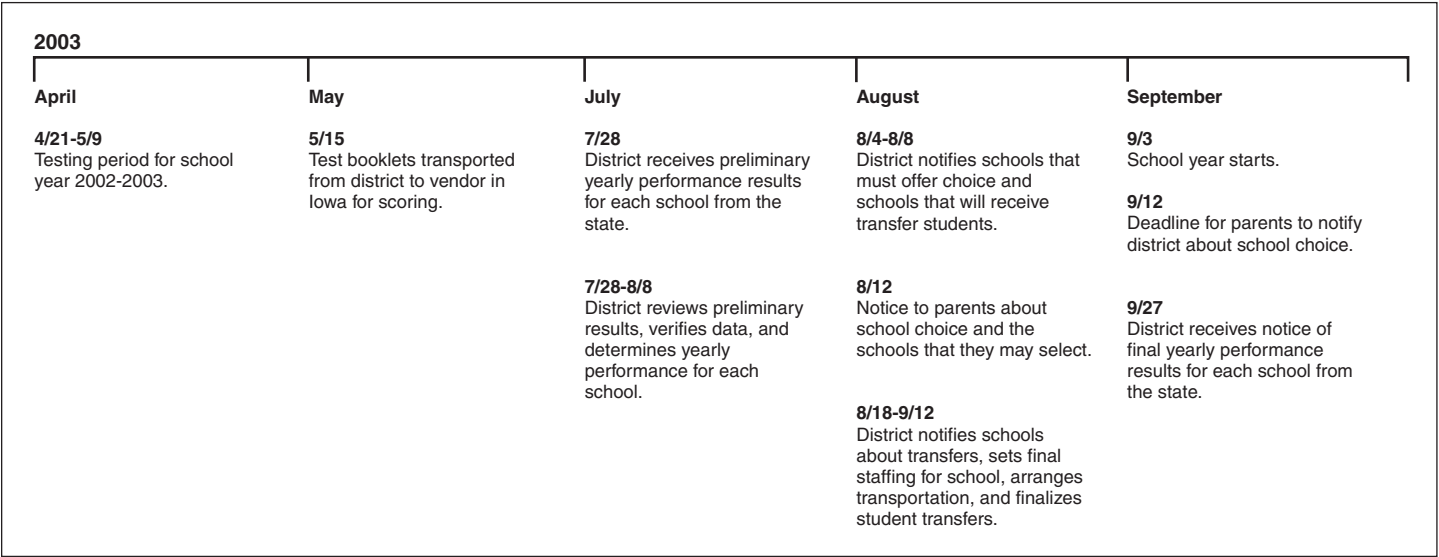 2003
April
4/21-5/9
Testing period for school
year 2002-2003.
May
5/15
Test booklets transported
from district to vendor in
Iowa for scoring.
July
7/28
District receives preliminary
yearly performance results
for each school from the
state.
7/28-8/8
District reviews preliminary
results, verifies data, and
determines yearly
performance for each
school.
August
8/4-8/8
District notifies schools that
must offer choice and
schools that will receive
transfer students.
8/12
Notice to parents about
school choice and the
schools that they may select.
8/18-9/12
District notifies schools
about transfers, sets final
staffing for school, arranges
transportation, and finalizes
student transfers.
September
9/3
School year starts.
9/12
Deadline for parents to notify
district about school choice.
9/27
District receives notice of
final yearly performance
results for each school from
the state.